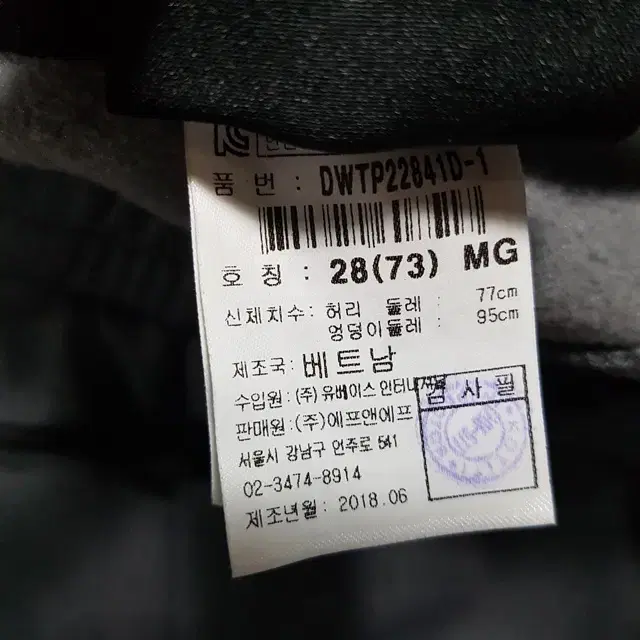 품 번 : DWTP22841D-1
호 칭 : 28(73) MG
신체치수: 허리 둘레 : 77cm
엉덩이둘레 : 95cm
제조국: 베트남
수입원 : (주) 유베이스 인터내셔널
판매원 : (주)에프앤에프
검 사 필
서울시 강남구 언주로 541
02-3474-8914
제조년월 : 2018.06